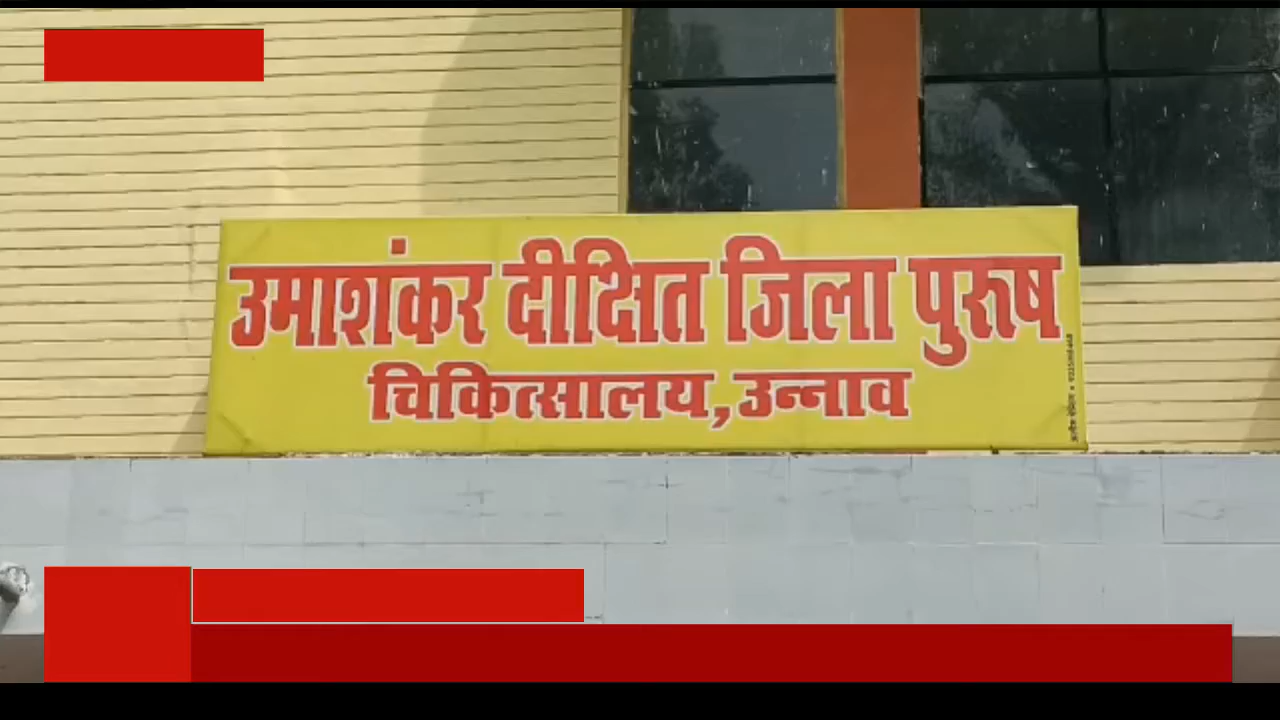 उमाशंकर दीक्षित जिला पुरूष
चिकित्सालय, उन्नाव